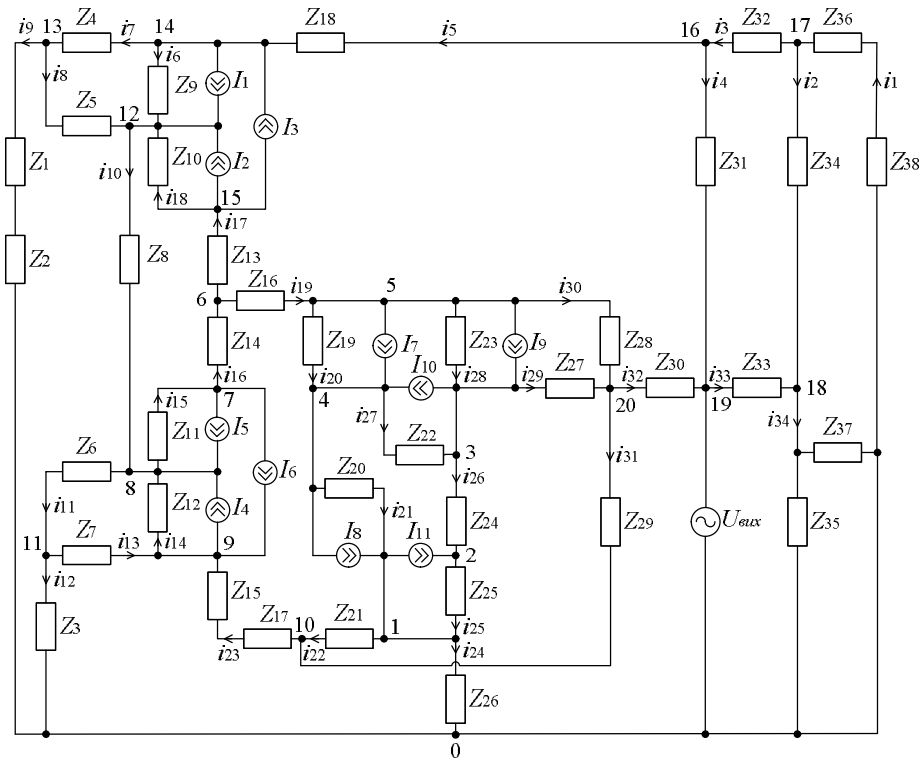 i9 13 Z4 i7 14 Z18 i5 16 i3 Z32 17 Z36
i8 i6 Z9 I1 I3 i4 i2 i1
Z5 12
Z1 i10 Z10 I2 Z31 Z34 Z38
i18 15
i17
Z2 Z8 Z13
6 Z16 i19 5 i30
Z14 Z19 I7 Z23 I9 Z28
i16 i20 I10 i28 i29 Z27 i32 Z30 i33 Z33
i15 7 4 20 19 18
Z11 I5 i27 i34
Z6 I6 Z22 3 Z37
8 i26 i31
i11 Z12 I4 Z20 i21 Z24 Z29 Uвих Z35
11 Z7 i13 i14 9 I8 I11 2
i12 Z15 Z25
Z3 Z17 10 Z21 1 i25
i23 i22 i24
Z26
0